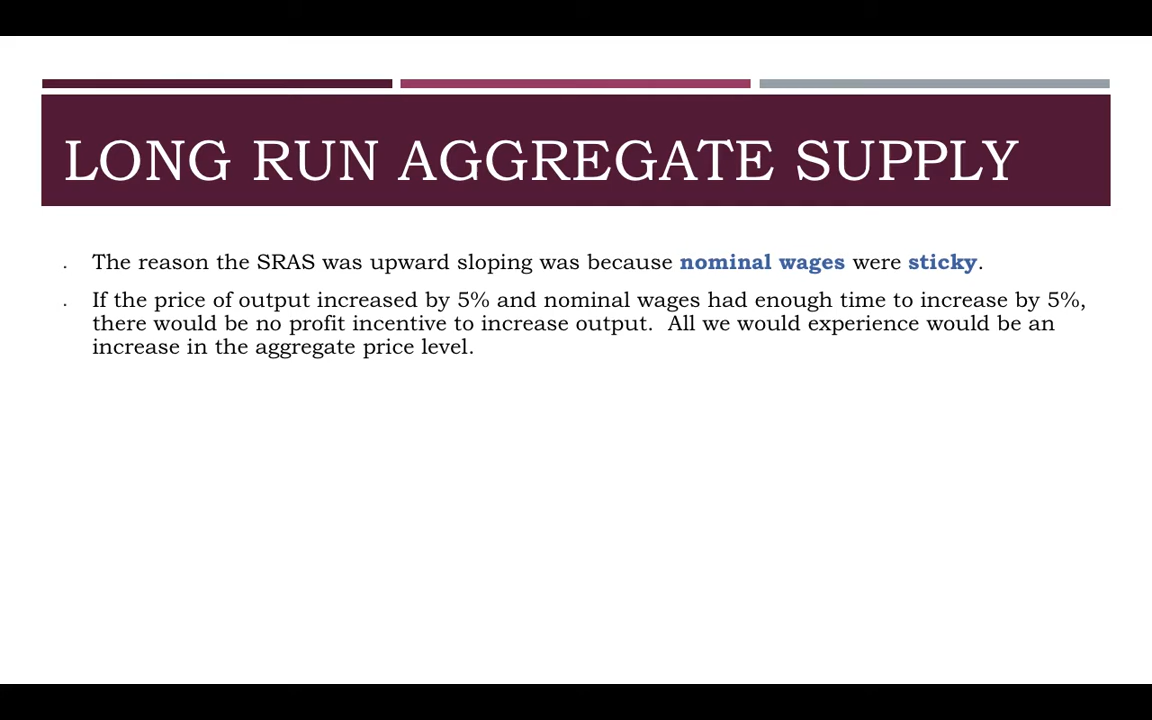 LONG RUN AGGREGATE SUPPLY
. The reason the SRAS was upward sloping was because nominal wages were sticky.
. If the price of output increased by 5% and nominal wages had enough time to increase by 5%,
there would be no profit incentive to increase output.  All we would experience would be an
increase in the aggregate price level.